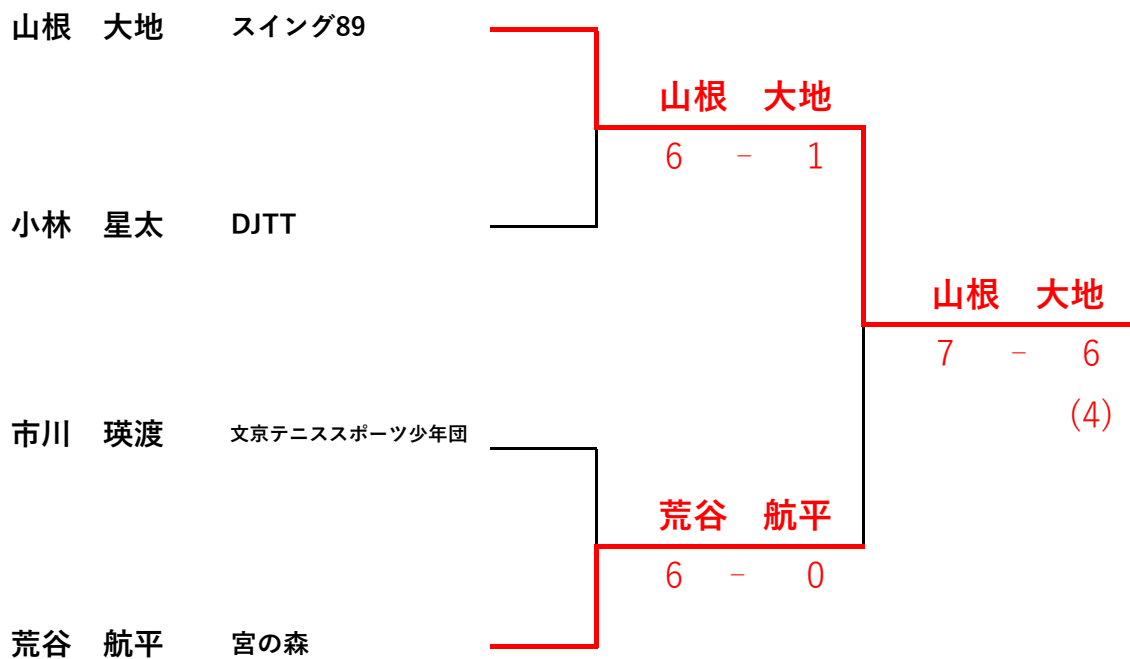 山根　大地　スイング89
山根　大地
6 - 1
小林　星太　DJTT
山根　大地
7 - 6
(4)
市川　瑛渡　文京テニススポーツ少年団
荒谷　航平
6 - 0
荒谷　航平　宮の森